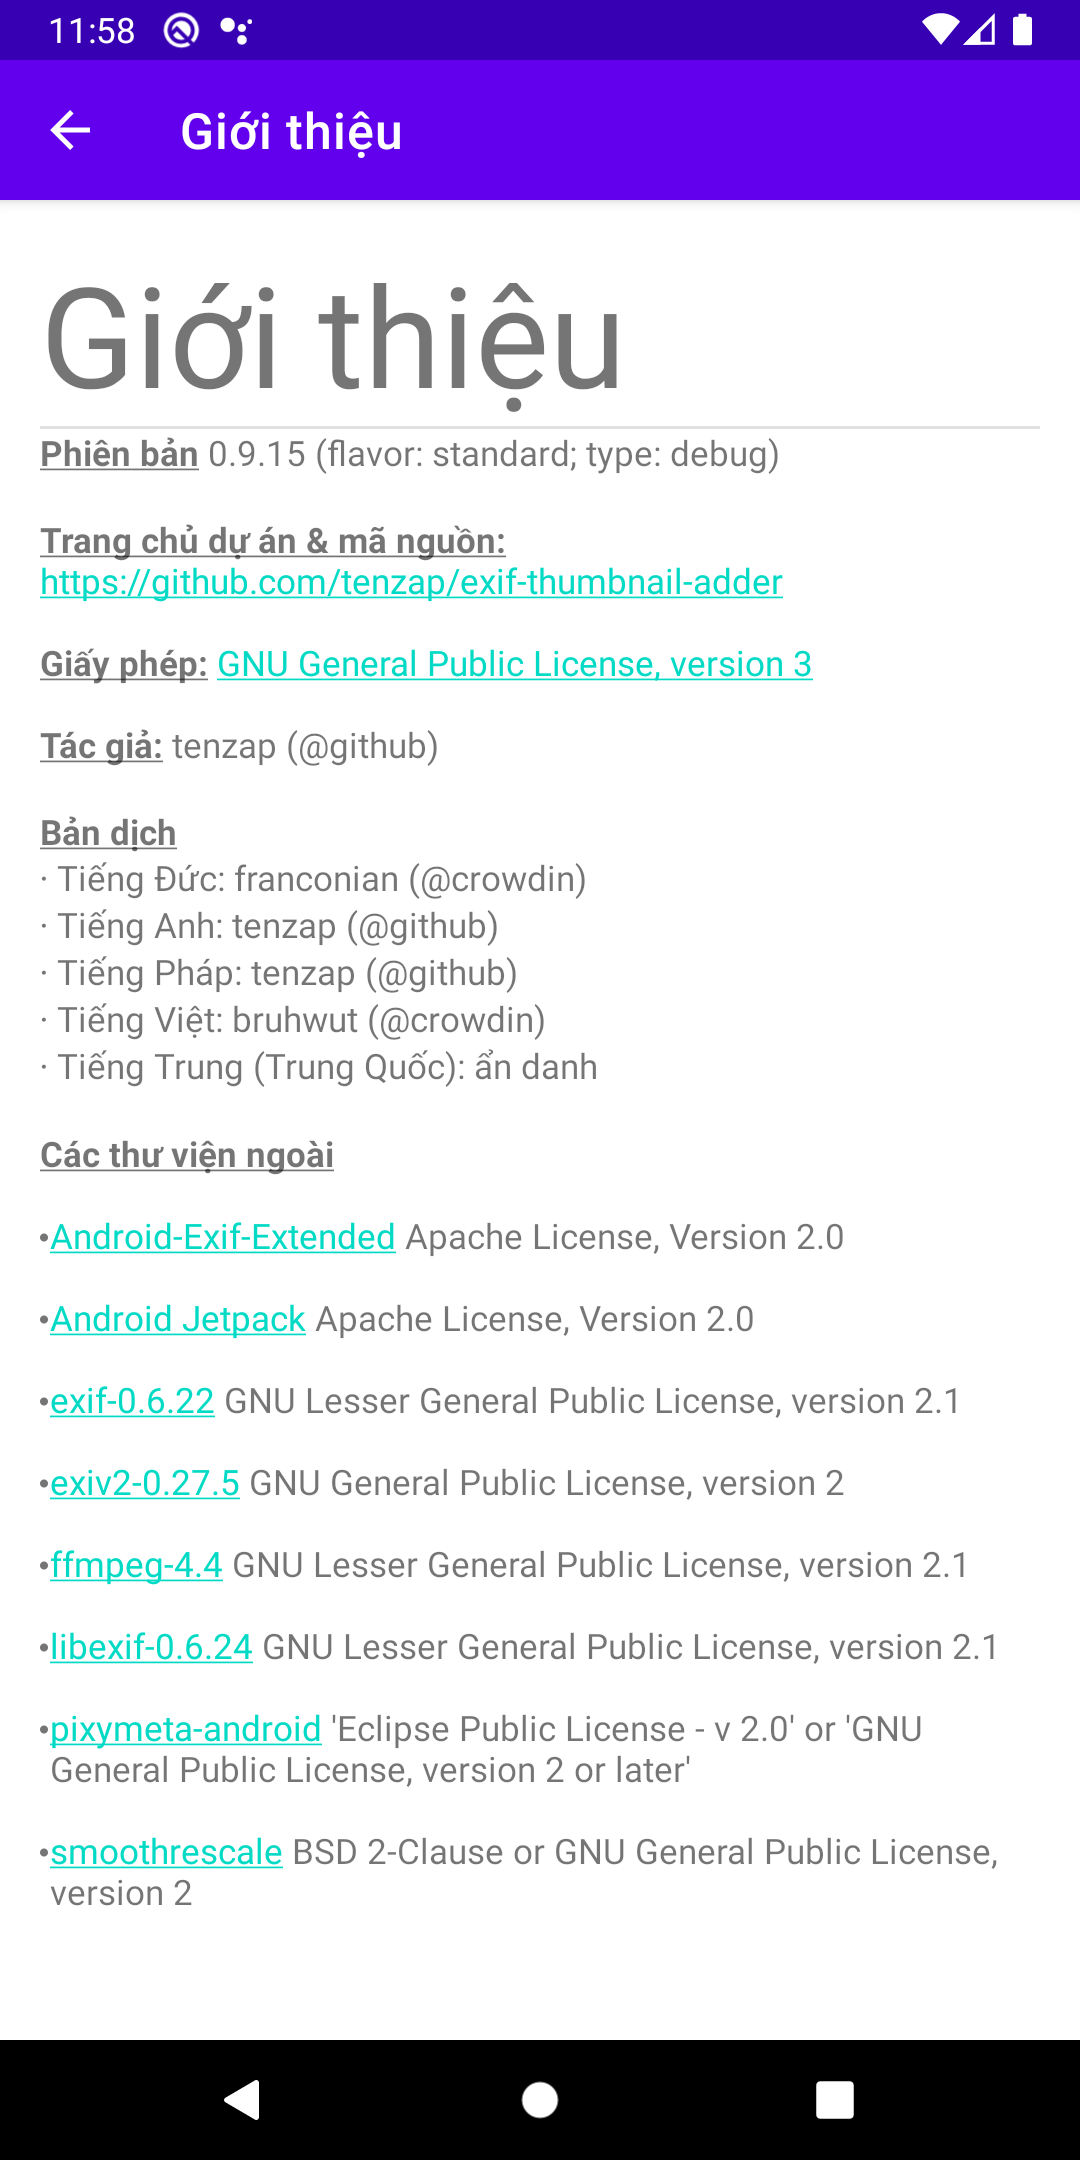 11:58
Giới thiệu
Giới thiệu
Phiên bản 0.9.15 (flavor: standard; type: debug)
Trang chủ dự án & mã nguồn:
https://github.com/tenzap/exif-thumbnail-adder
Giấy phép: GNU General Public License, version 3
Tác giả: tenzap (@github)
Bản dịch
· Tiếng Đức: franconian (@crowdin)
· Tiếng Anh: tenzap (@github)
· Tiếng Pháp: tenzap (@github)
· Tiếng Việt: bruhwut (@crowdin)
· Tiếng Trung (Trung Quốc): ẩn danh
Các thư viện ngoài
•Android-Exif-Extended Apache License, Version 2.0
•Android Jetpack Apache License, Version 2.0
•exif-0.6.22 GNU Lesser General Public License, version 2.1
•exiv2-0.27.5 GNU General Public License, version 2
•ffmpeg-4.4 GNU Lesser General Public License, version 2.1
•libexif-0.6.24 GNU Lesser General Public License, version 2.1
•pixymeta-android 'Eclipse Public License - v 2.0' or 'GNU
General Public License, version 2 or later'
•smoothrescale BSD 2-Clause or GNU General Public License,
version 2